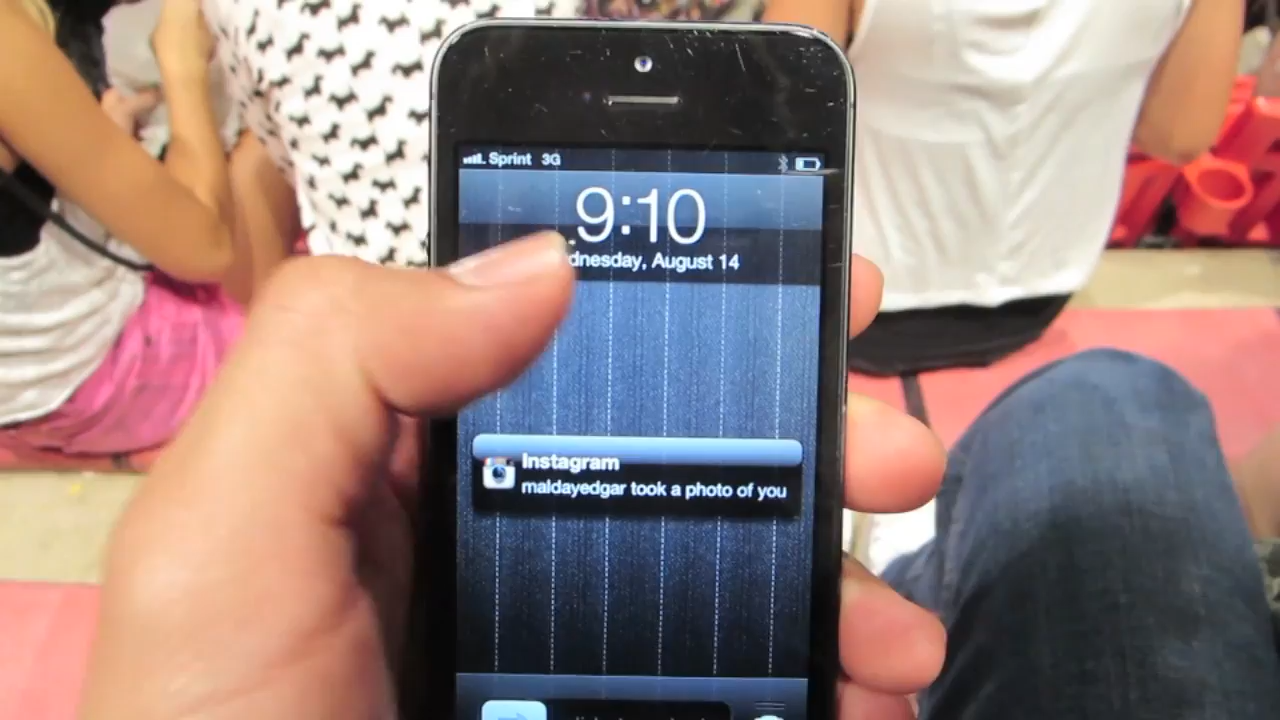 Sprint 3G
9:10
dnesday, August 14
Instagram
maldayedgar took a photo of you